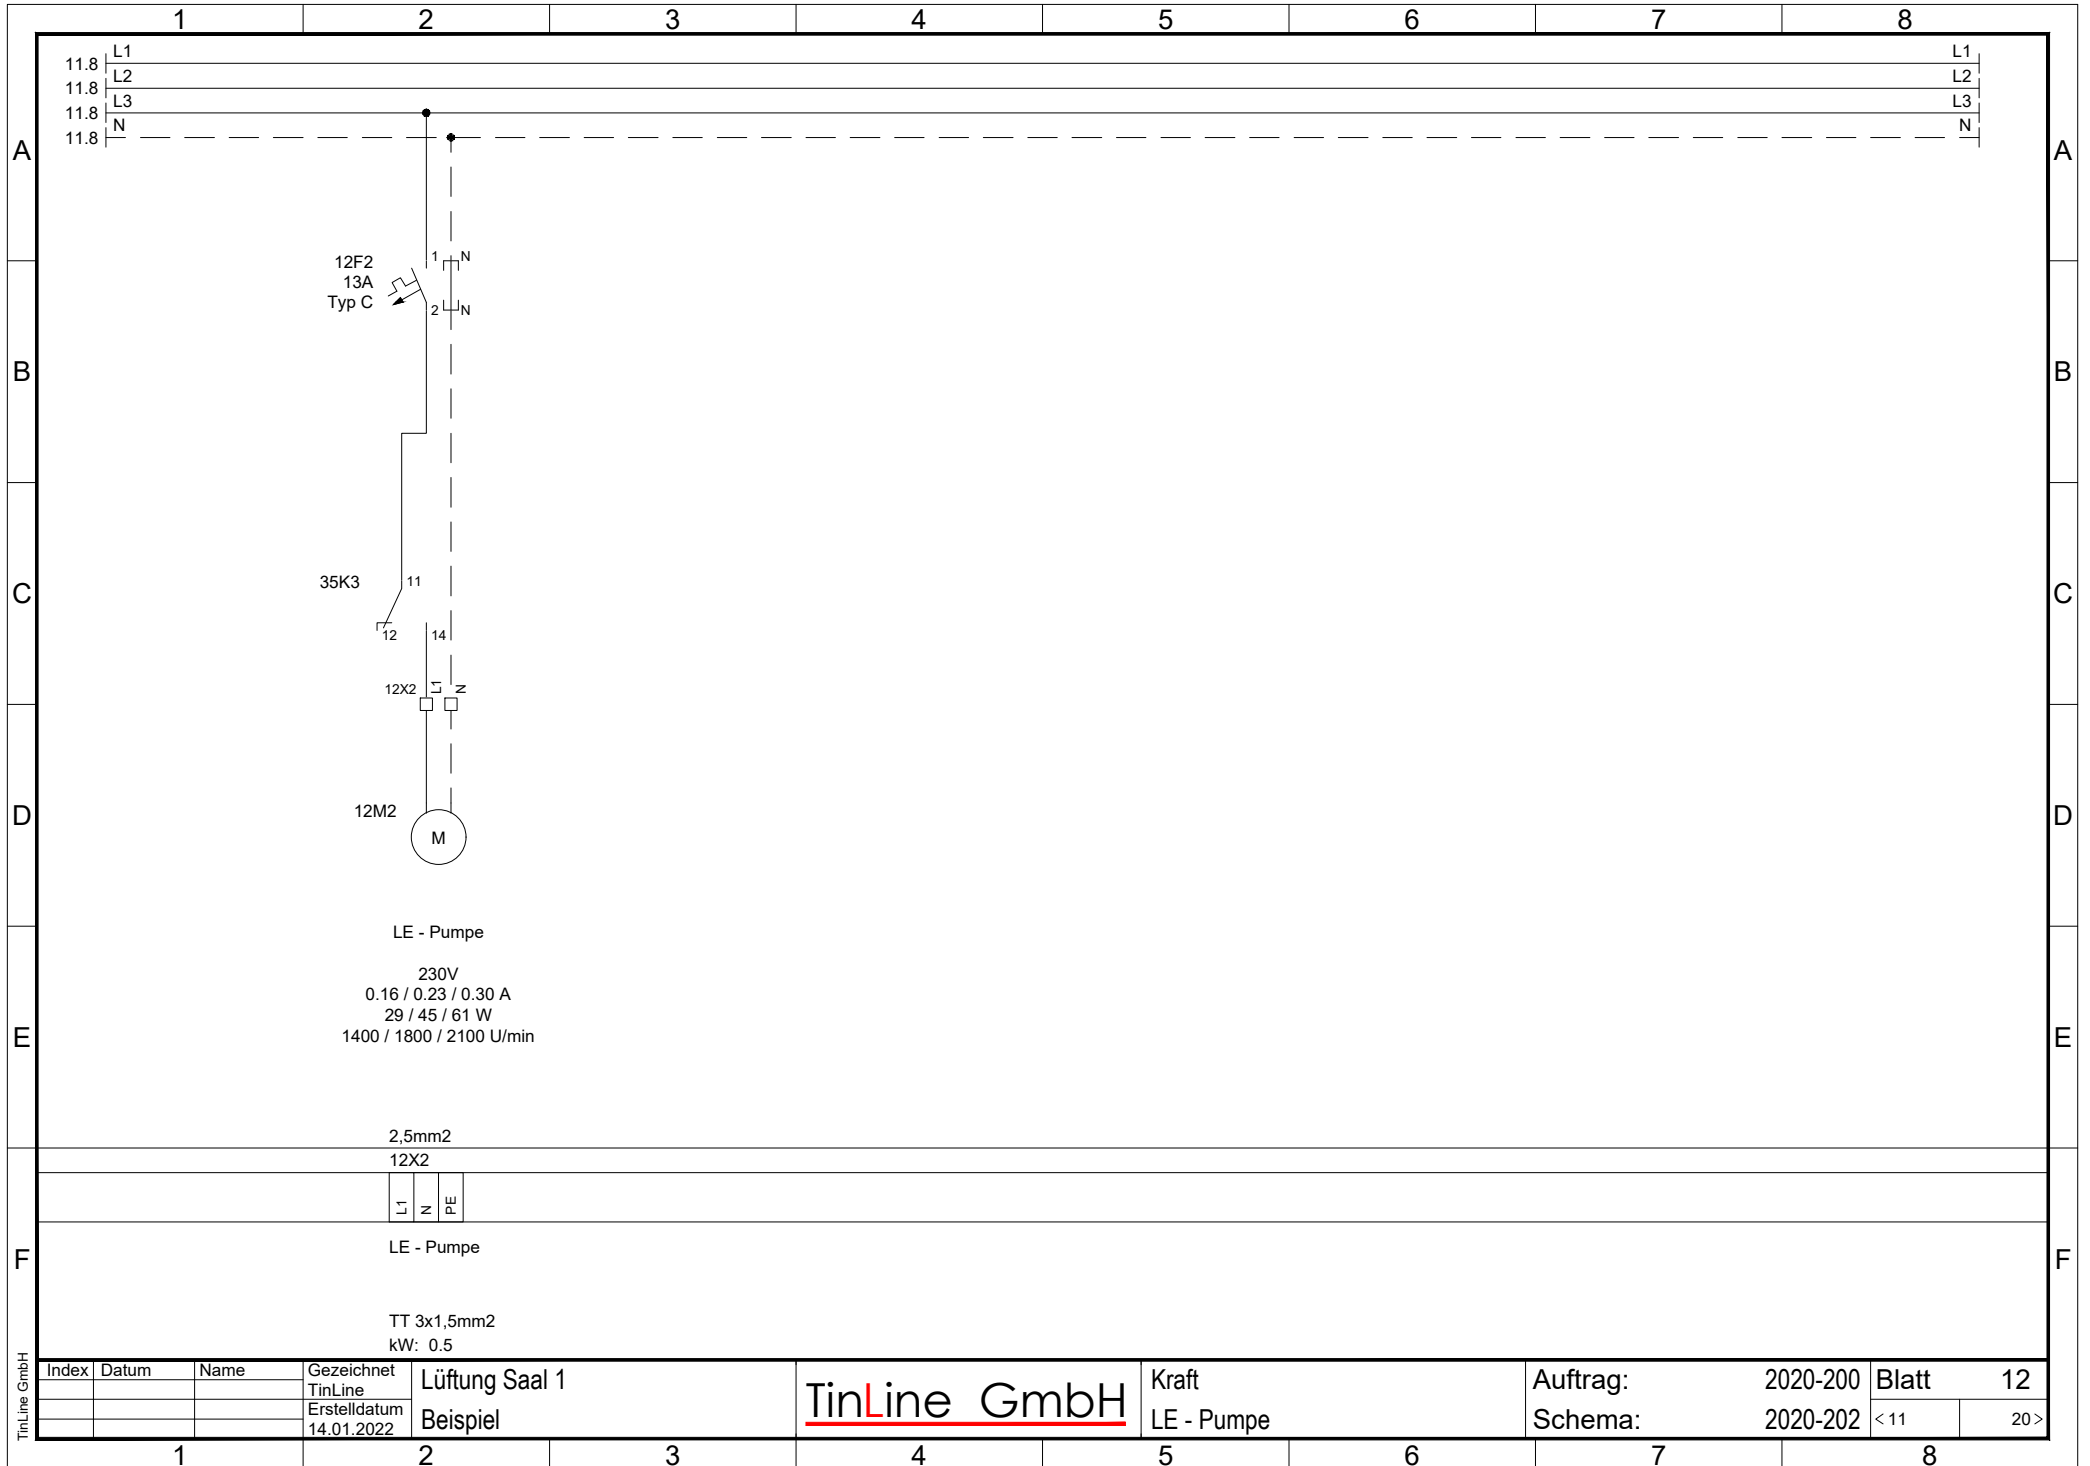 1 2 3 4 5 6 7 8
L1 L1
11.8
L2 L2
11.8
L3 L3
11.8
N N
11.8
A A
12F2 1 N
13A
Typ C 2 N
B B
35K3 11
C C
12 14
12X2 L1 N
12M2
D D
M
LE - Pumpe
230V
0.16 / 0.23 / 0.30 A
29 / 45 / 61 W
1400 / 1800 / 2100 U/min
E E
2,5mm2
12X2
L1 N PE
LE - Pumpe
F F
TT 3x1,5mm2
kW: 0.5
TinLine GmbH
Index Datum Name Gezeichnet
TinLine
Erstelldatum
14.01.2022
Lüftung Saal 1
Beispiel
TinLine GmbH
Kraft
LE - Pumpe
Auftrag: 2020-200
Schema: 2020-202
Blatt 12
< 11 20 >
1 2 3 4 5 6 7 8